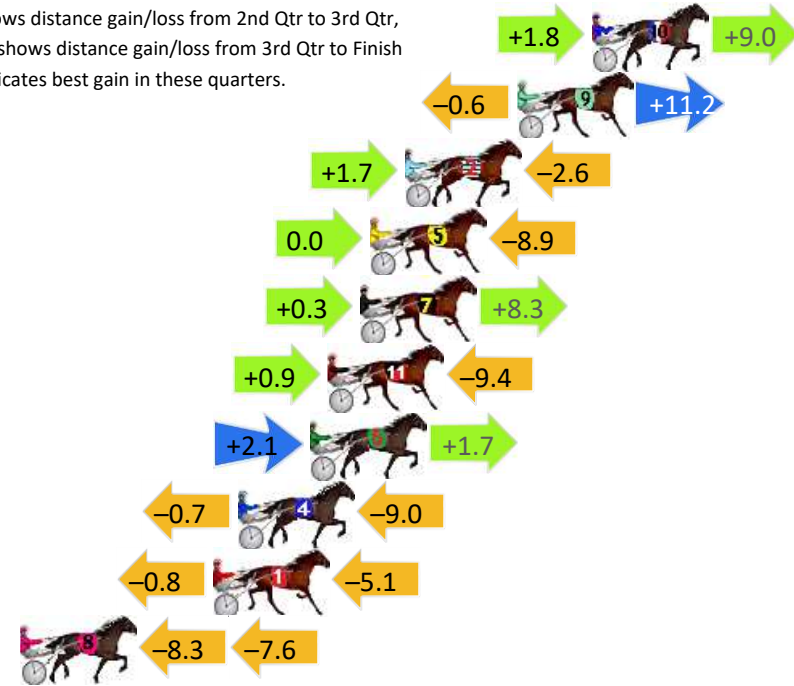 ows distance gain/loss from 2nd Qtr to 3rd Qtr,
shows distance gain/loss from 3rd Qtr to Finish
icates best gain in these quarters.
+1.8 10 +9.0
–0.6 9 +11.2
+1.7 –2.6
0.0 5 –8.9
+0.3 7 +8.3
+0.9 11 –9.4
+2.1 6 +1.7
–0.7 4 –9.0
–0.8 1 –5.1
8 –8.3 –7.6